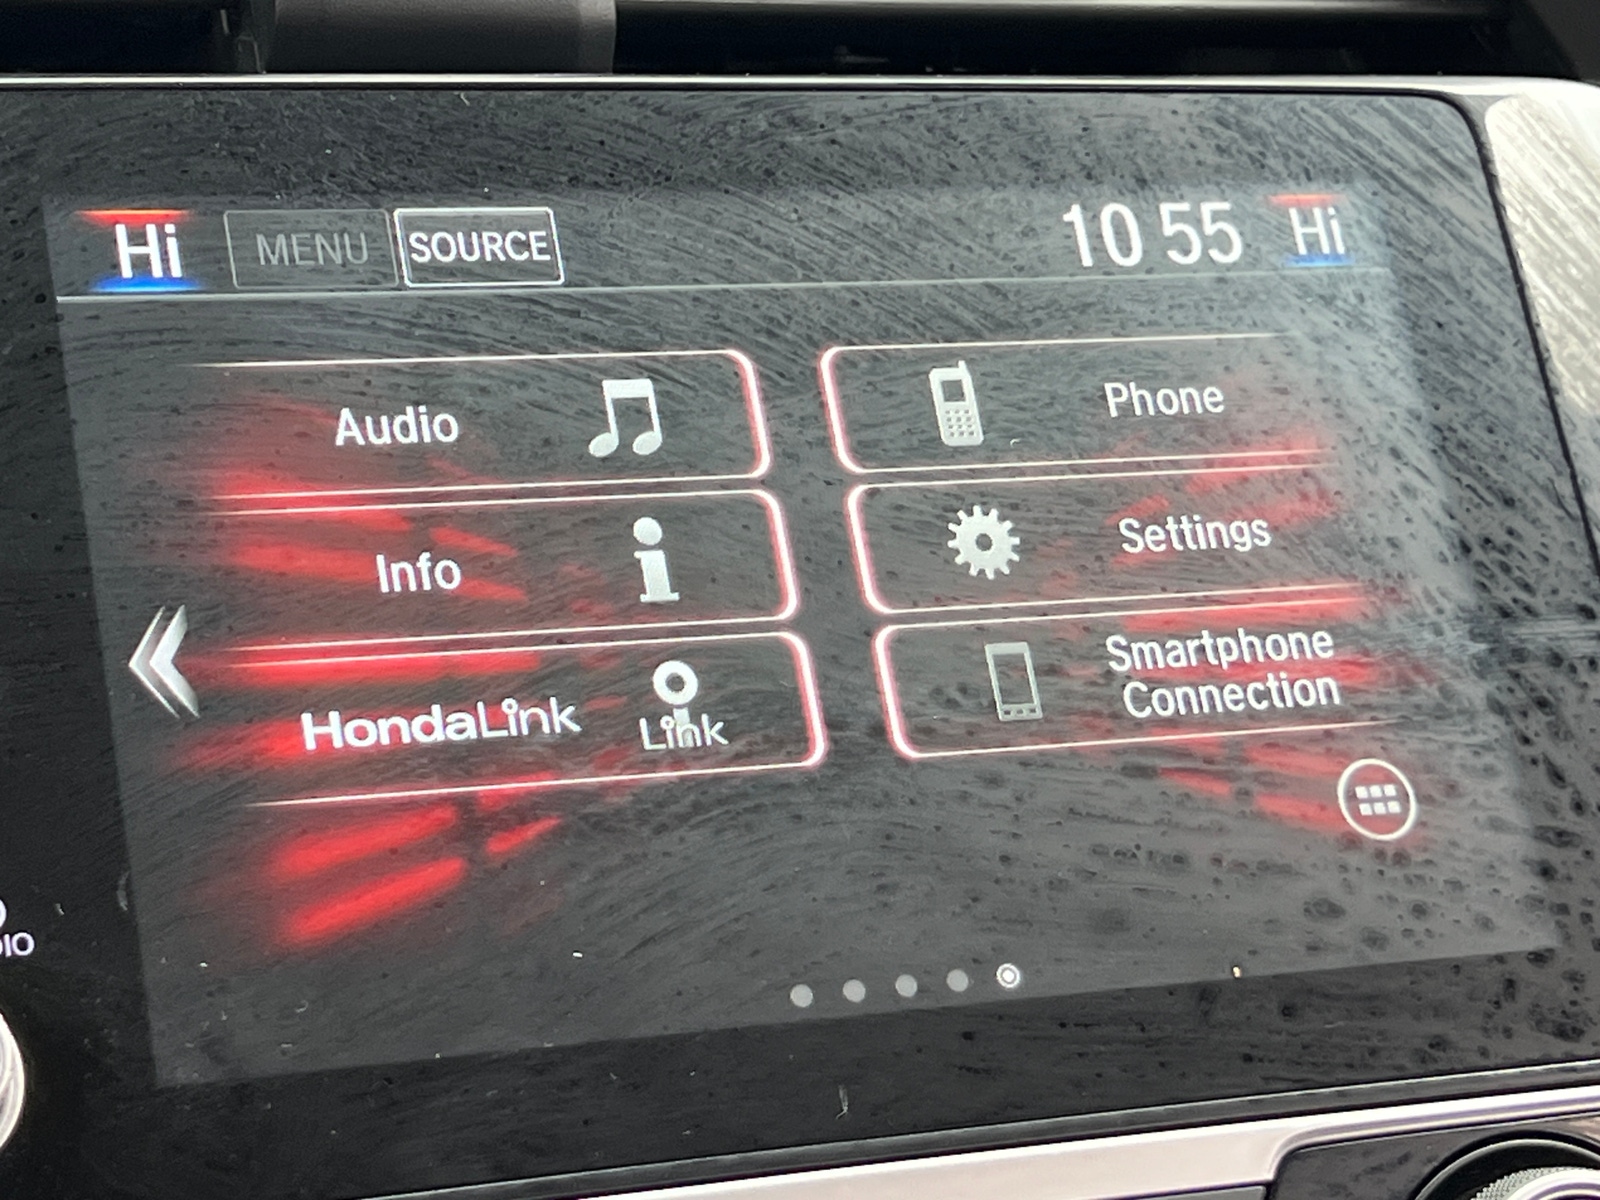 Hi MENU SOURCE 10 55 Hi
Audio
Phone
Info
Settings
HondaLink
Link
Smartphone
Connection